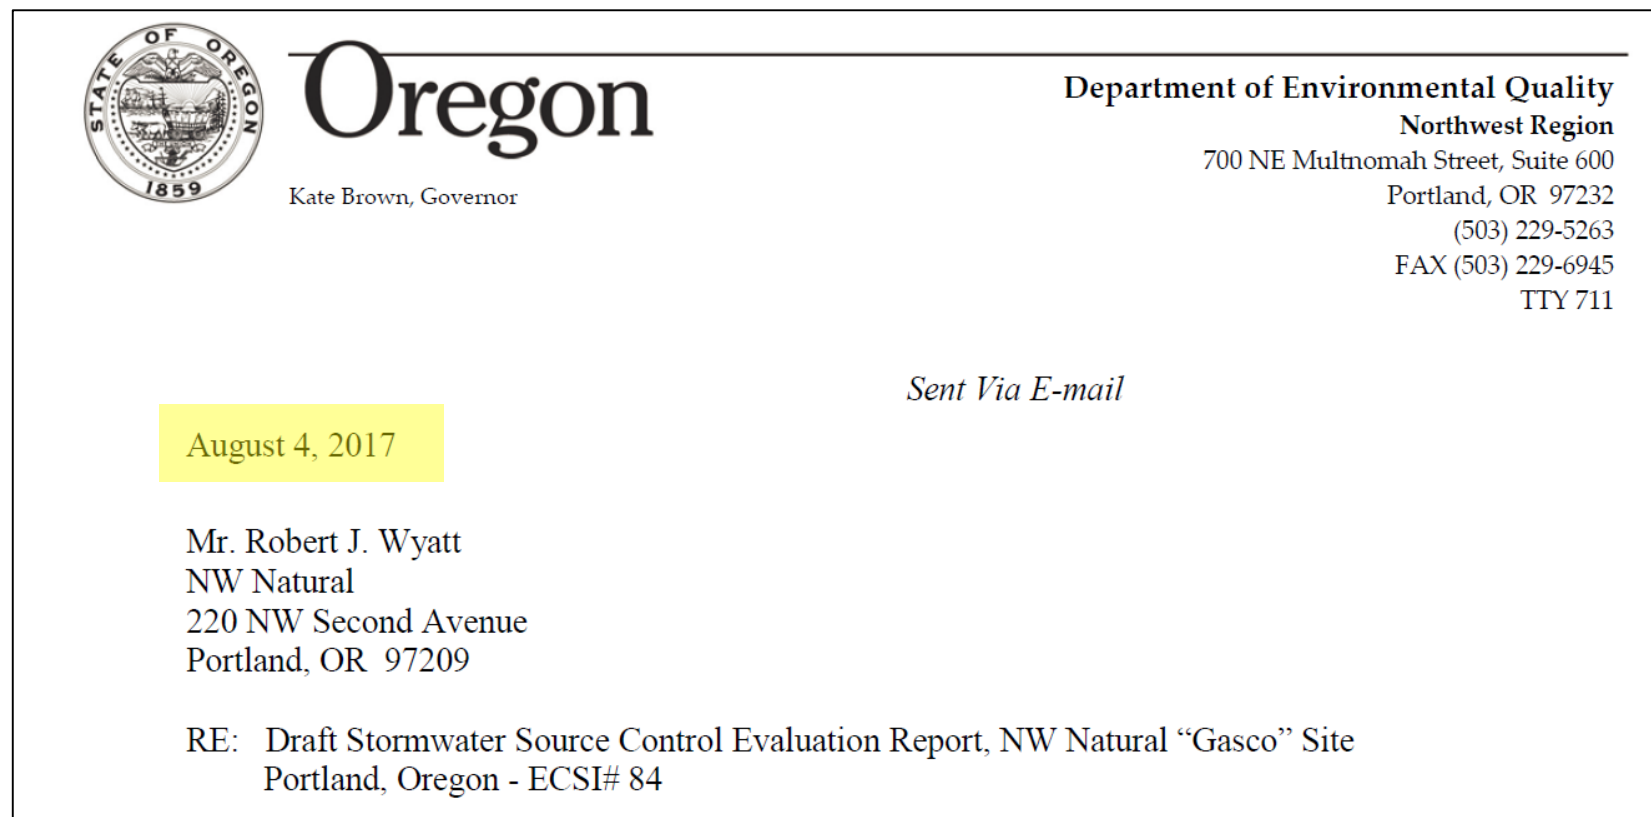 STATE OF OREGON
1859
Oregon
Kate Brown, Governor
Department of Environmental Quality
Northwest Region
700 NE Multnomah Street, Suite 600
Portland, OR 97232
(503) 229-5263
FAX (503) 229-6945
TTY 711
Sent Via E-mail
August 4, 2017
Mr. Robert J. Wyatt
NW Natural
220 NW Second Avenue
Portland, OR 97209
RE: Draft Stormwater Source Control Evaluation Report, NW Natural “Gasco” Site
Portland, Oregon - ECSI# 84